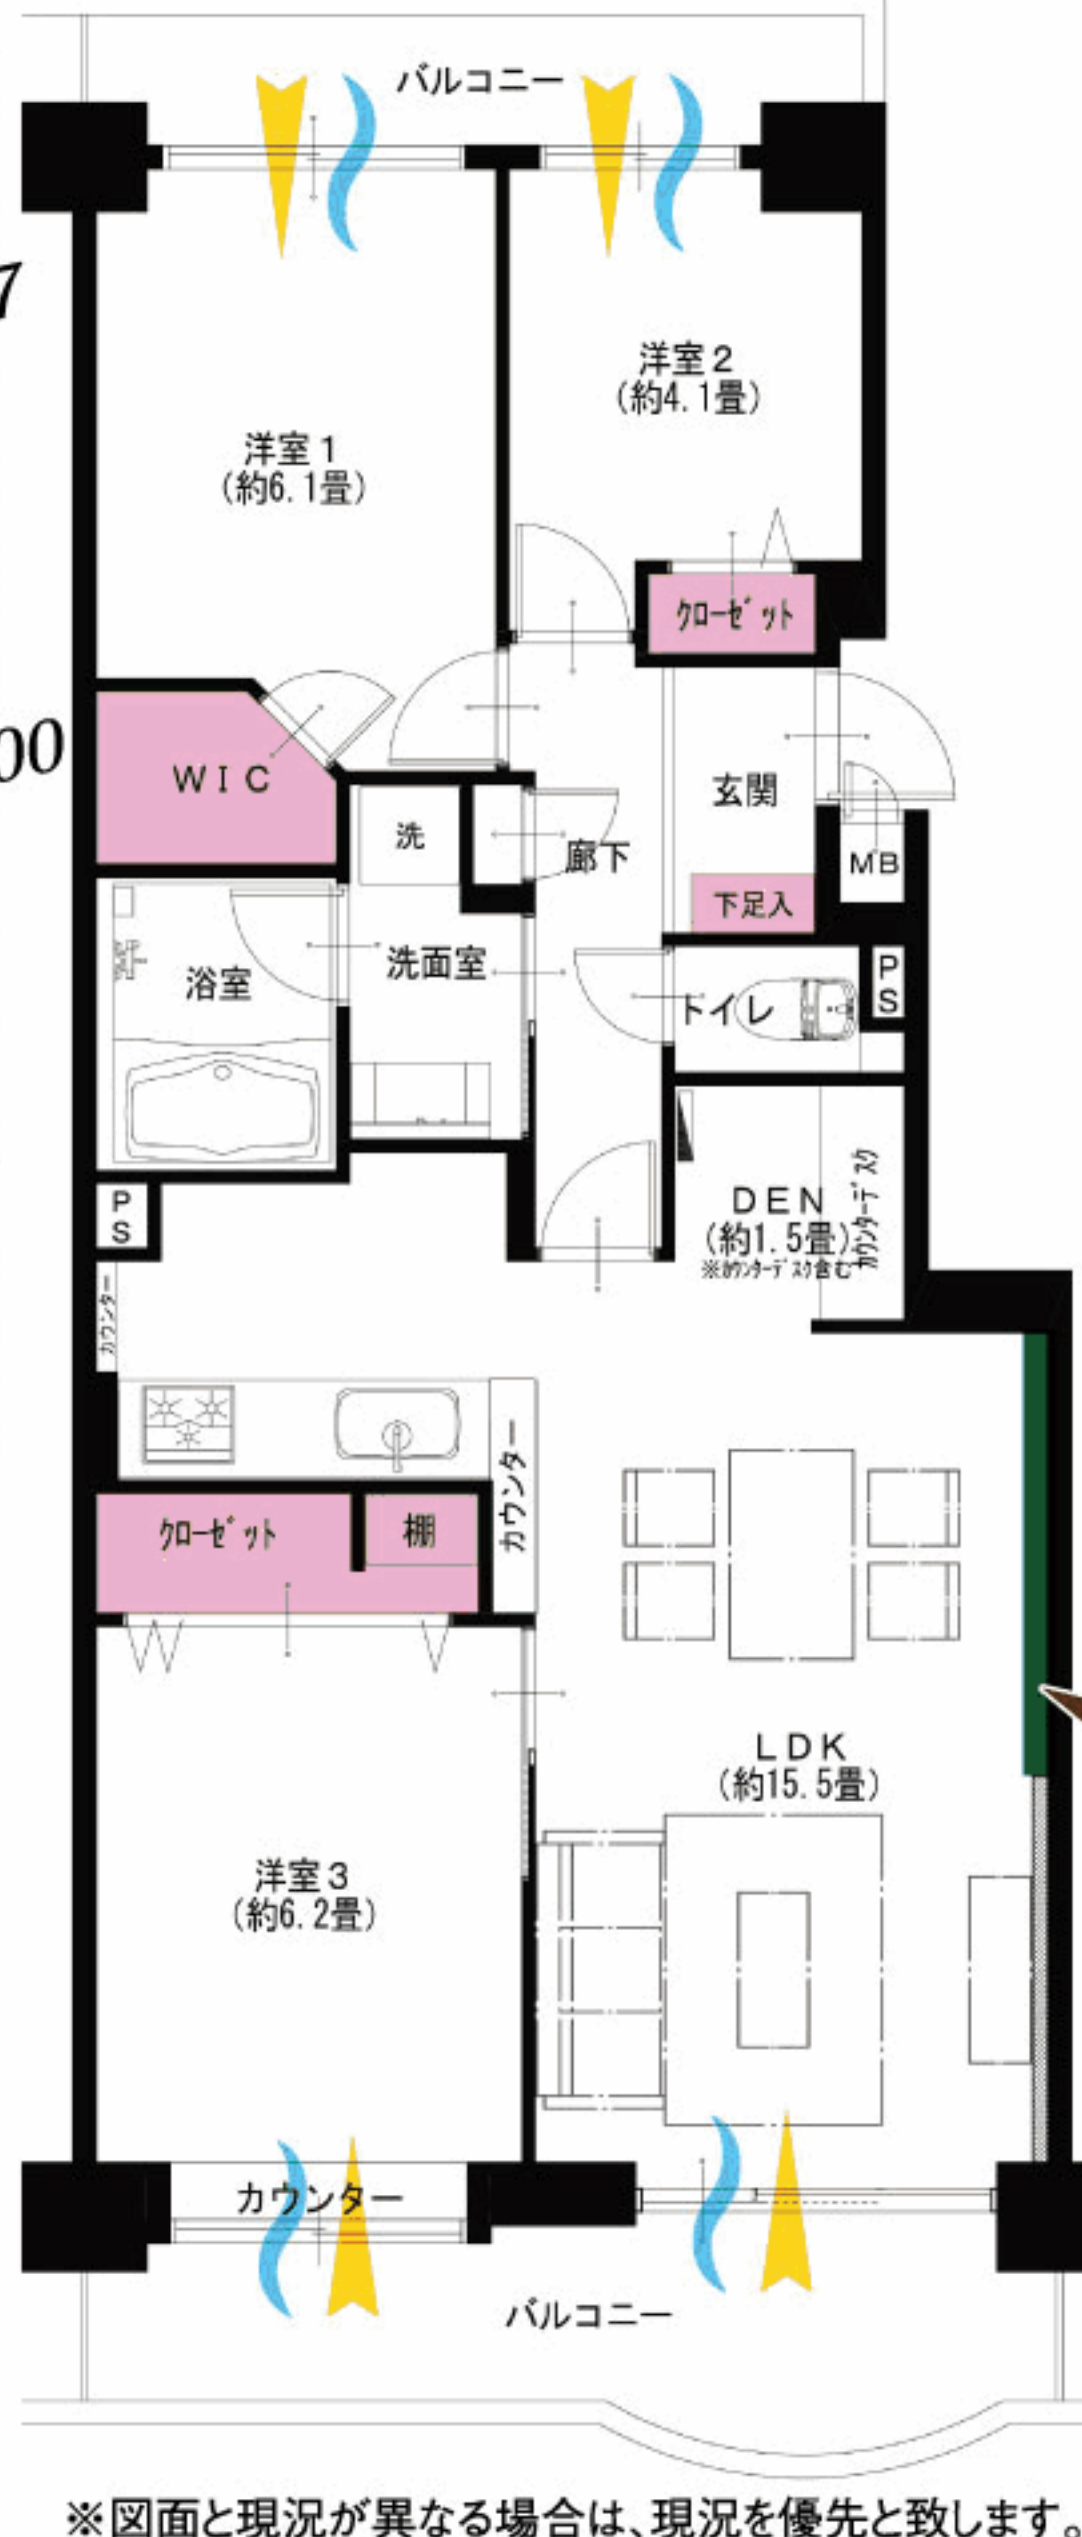 バルコニー
7
洋室2
(約4.1畳)
洋室1
(約6.1畳)
クローゼット
00
WIC
玄関
洗
廊下
MB
下足入
洗面室
浴室
トイレ
PS
DEN
(約1.5畳)
※カウンターデスク含む
カウンターデスク
PS
カウンター
カウンター
クローゼット
棚
LDK
(約15.5畳)
洋室3
(約6.2畳)
カウンター
バルコニー
※図面と現況が異なる場合は、現況を優先と致します。